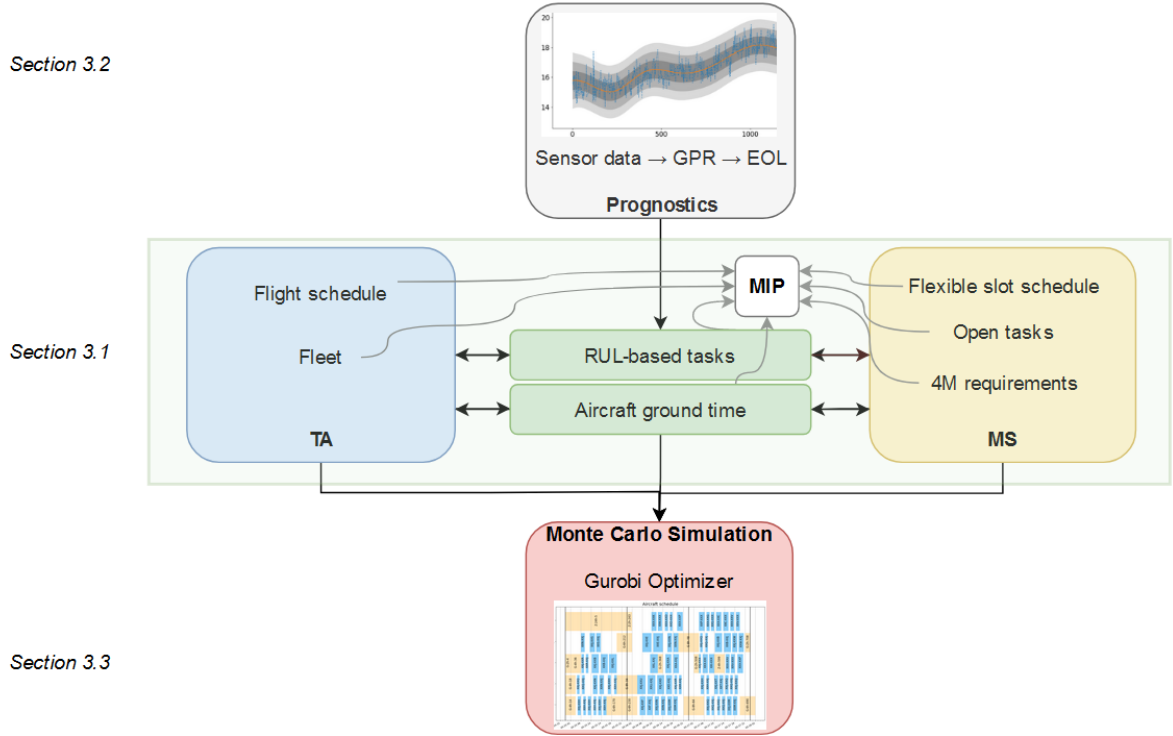 Section 3.2
20
18
16
14
0
500
1000
Sensor data → GPR → EOL
Prognostics
Section 3.1
Flight schedule
Fleet
TA
MIP
RUL-based tasks
Aircraft ground time
Flexible slot schedule
Open tasks
4M requirements
MS
Section 3.3
Monte Carlo Simulation
Gurobi Optimizer
Aircraft schedule